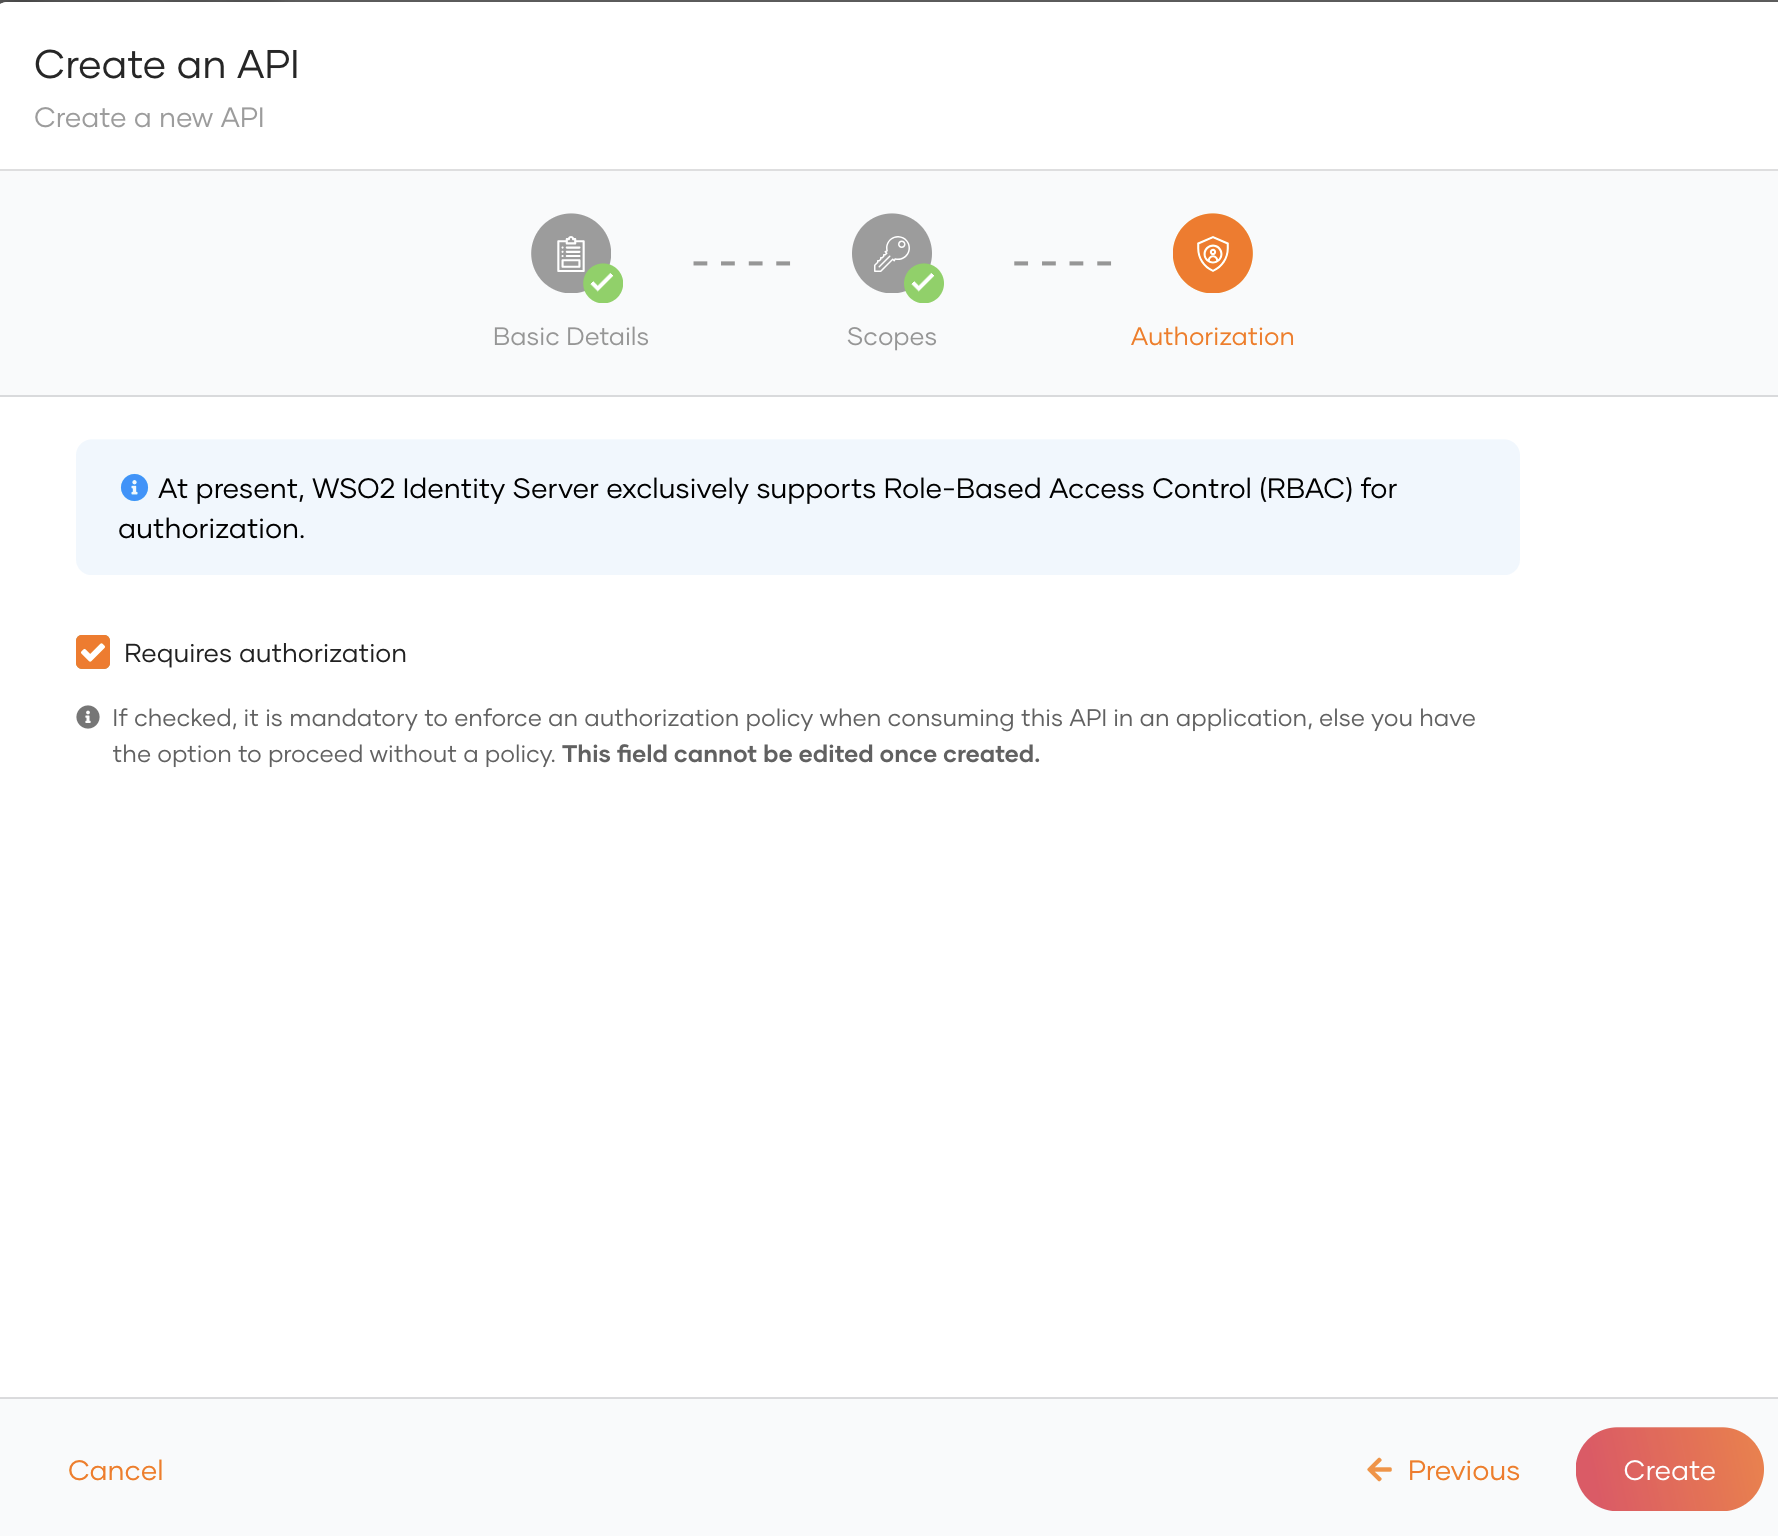 Create an API
Create a new API
Basic Details
Scopes
Authorization
At present, WSO2 Identity Server exclusively supports Role-Based Access Control (RBAC) for
authorization.
Requires authorization
If checked, it is mandatory to enforce an authorization policy when consuming this API in an application, else you have
the option to proceed without a policy. This field cannot be edited once created.
Cancel
Previous
Create